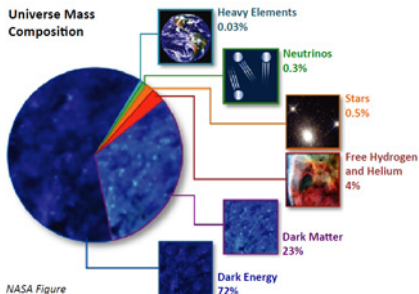 Universe Mass
Composition
Heavy Elements
0.03%
Neutrinos
0.3%
Stars
0.5%
Free Hydrogen
and Helium
4%
Dark Matter
23%
Dark Energy
72%
NASA Figure